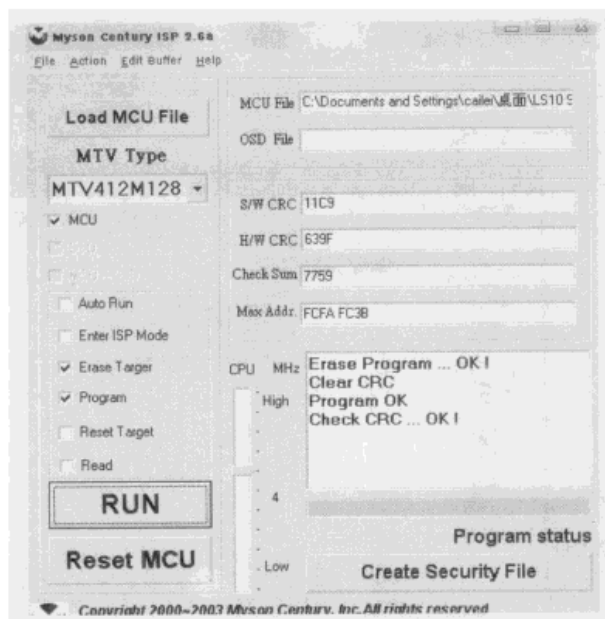 Myson Century ISP 2.6a
File Action Edit Buffer Help
Load MCU File
MTV Type
MTV412M128
MCU
Auto Run
Enter ISP Mode
Erase Targer
Program
Reset Target
Read
RUN
Reset MCU
MCU File C:\Documents and Settings\cailei\桌面\LS10 S
OSD File
S/W CRC 11C9
H/W CRC 639F
Check Sum 7759
Max Addr. FCFA FC3B
CPU MHz
High
4
Low
Erase Program ... OK !
Clear CRC
Program OK
Check CRC ... OK !
Program status
Create Security File
Copyright 2000~2003 Myson Century, Inc. All rights reserved